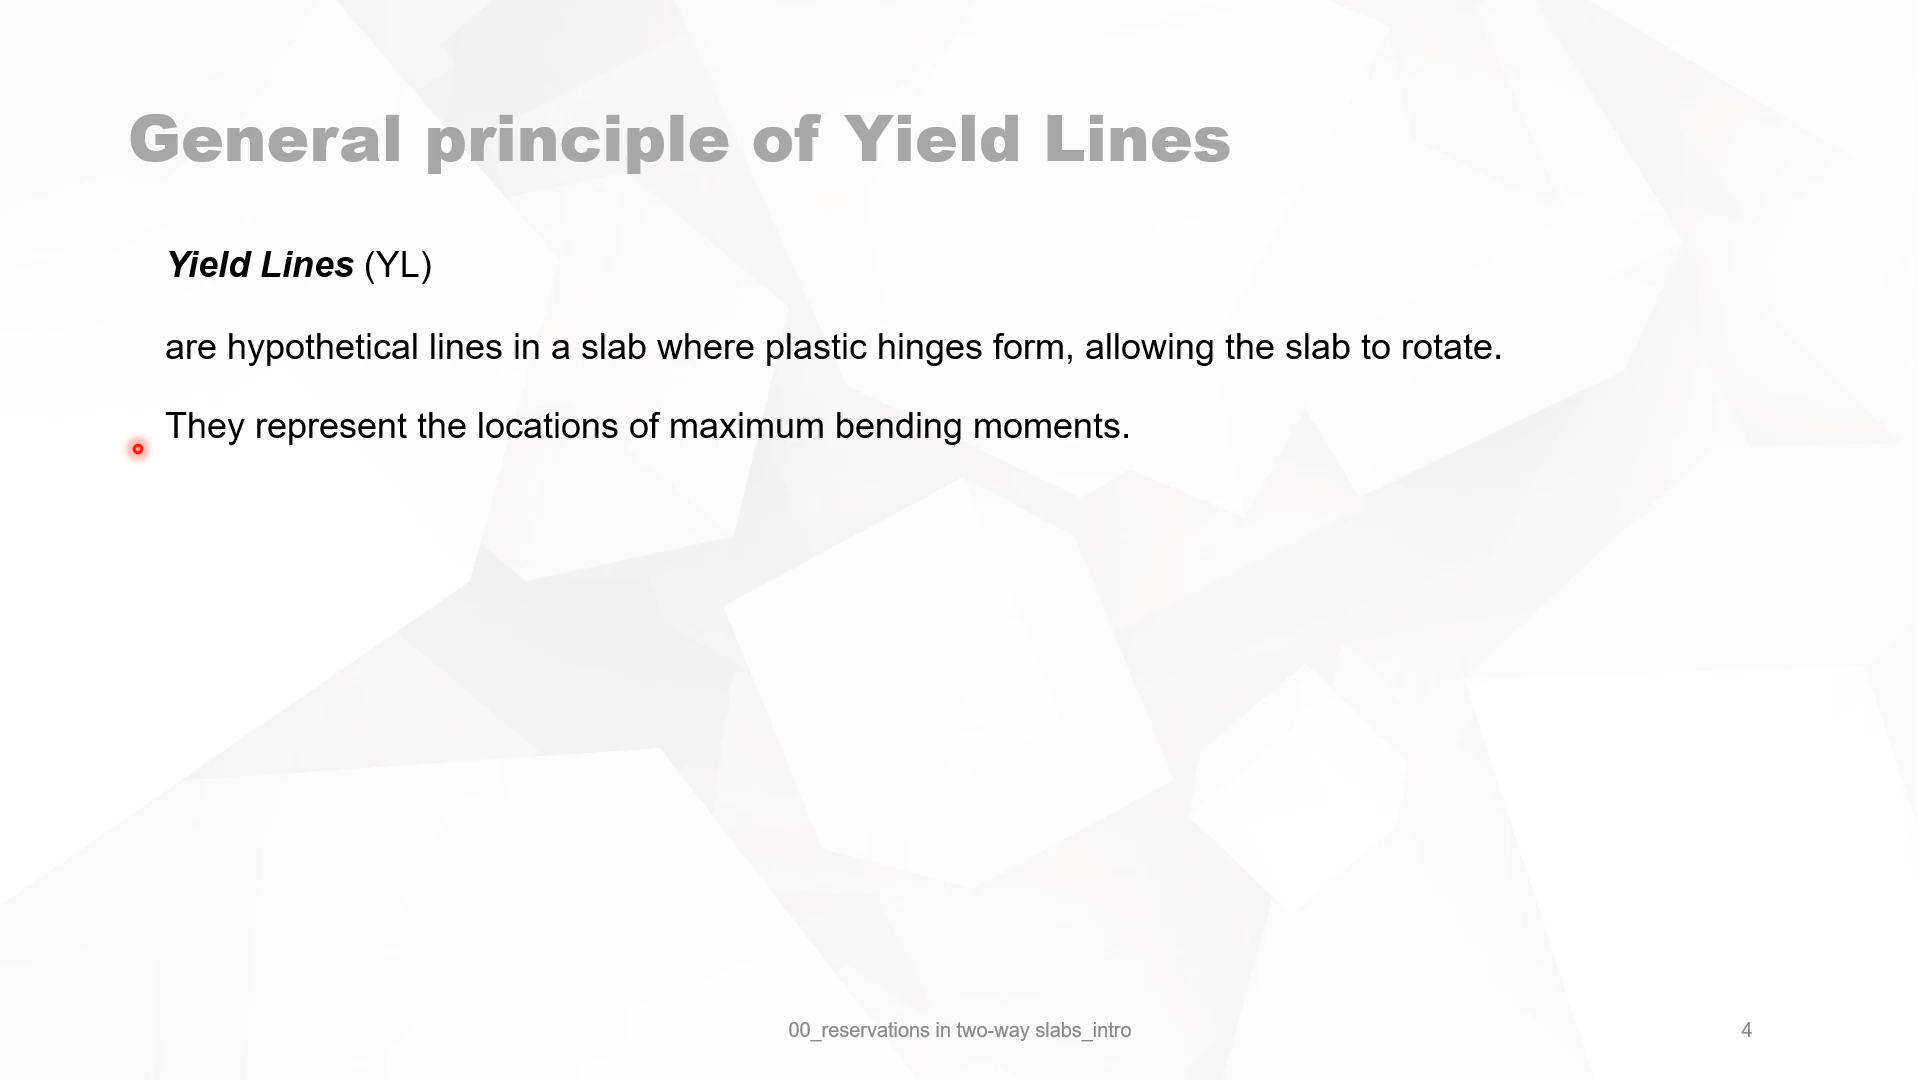 General principle of Yield Lines
Yield Lines (YL)
are hypothetical lines in a slab where plastic hinges form, allowing the slab to rotate.
They represent the locations of maximum bending moments.
00_reservations in two-way slabs_intro
4